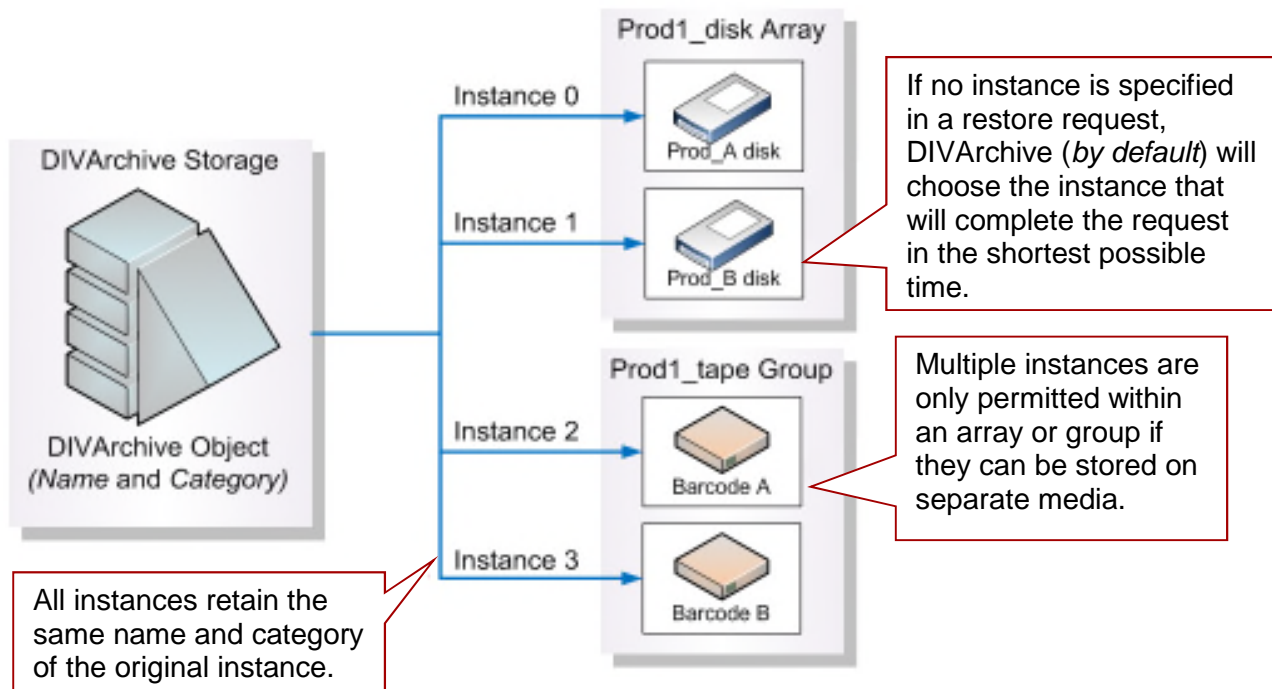 DIVArchive Storage
DIVArchive Object
(Name and Category)
Instance 0
Instance 1
Instance 2
Instance 3
Prod1_disk Array
Prod_A disk
Prod_B disk
Prod1_tape Group
Barcode A
Barcode B
If no instance is specified
in a restore request,
DIVArchive (by default) will
choose the instance that
will complete the request
in the shortest possible
time.
Multiple instances are
only permitted within
an array or group if
they can be stored on
separate media.
All instances retain the
same name and category
of the original instance.